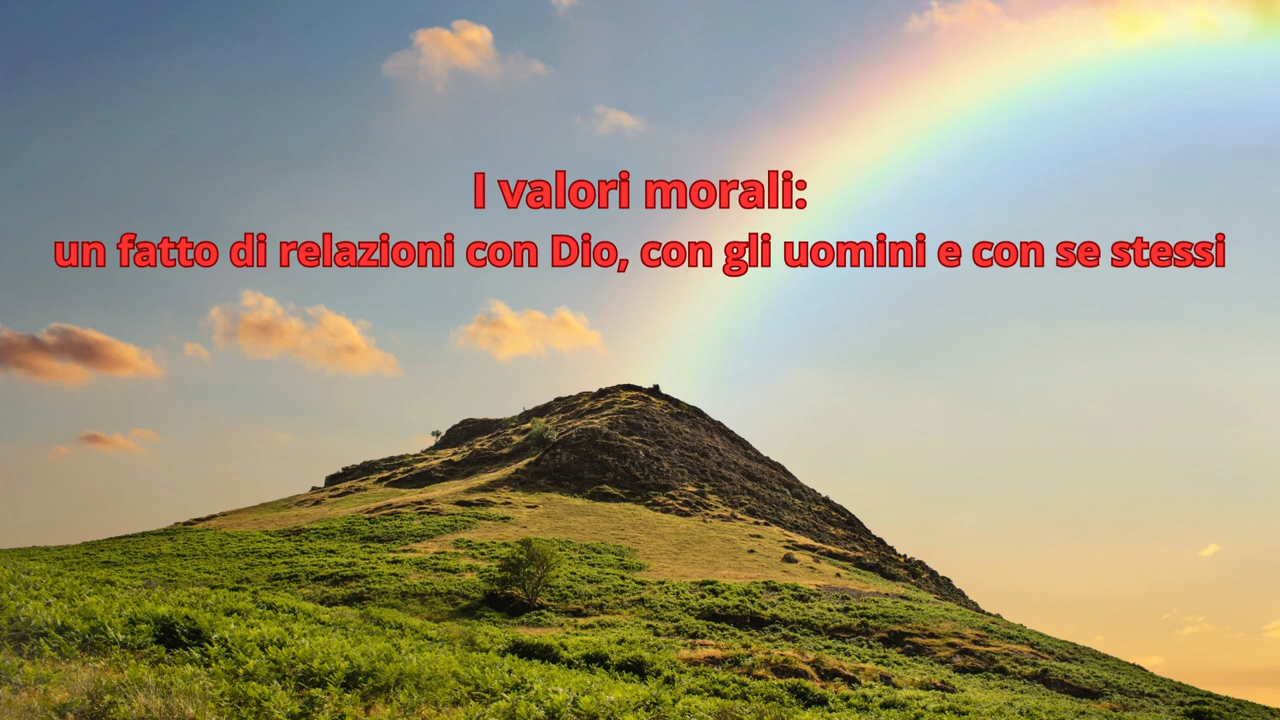 I valori morali:
un fatto di relazioni con Dio, con gli uomini e con se stessi